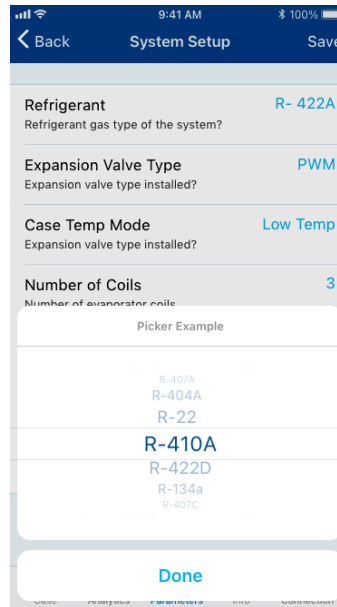 9:41 AM 100%
Back System Setup Save
Refrigerant R- 422A
Refrigerant gas type of the system?
Expansion Valve Type PWM
Expansion valve type installed?
Case Temp Mode Low Temp
Expansion valve type installed?
Number of Coils 3
Number of evaporator coils
Picker Example
R-407A
R-404A
R-22
R-410A
R-422D
R-134a
R-407C
Done
Case Analytics Parameters Info Connection